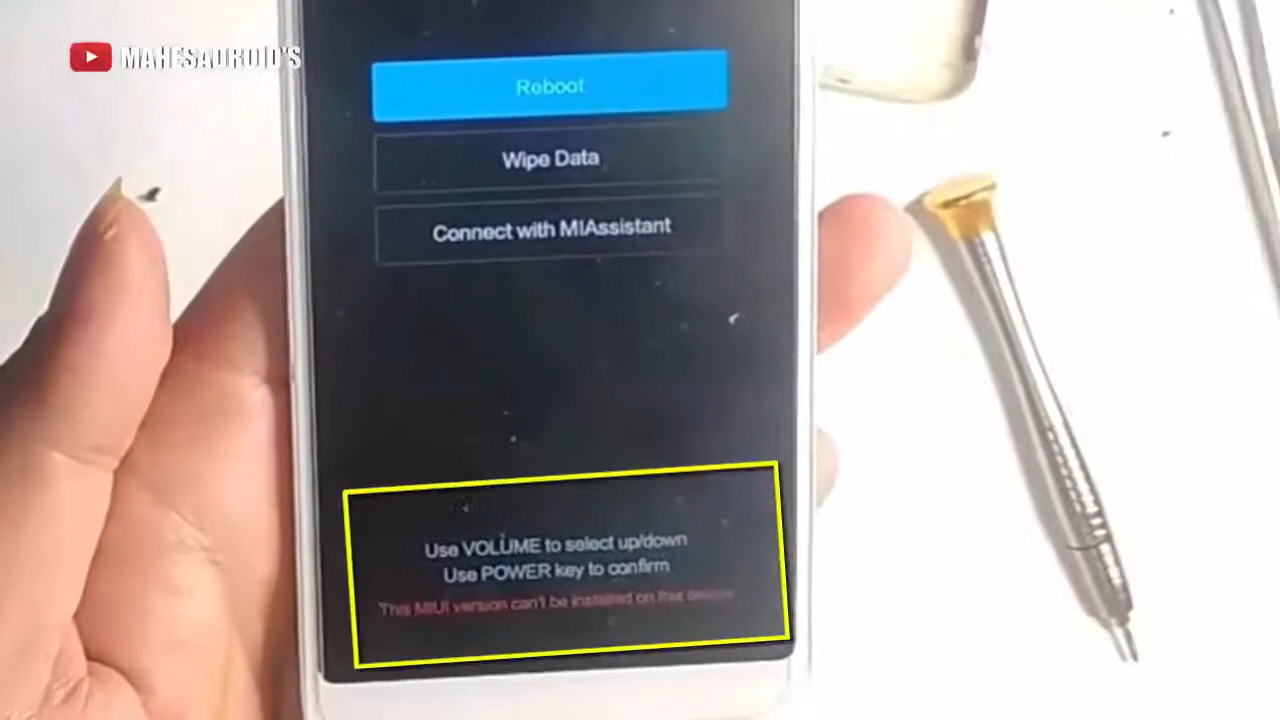 MAHESADROID'S
Reboot
Wipe Data
Connect with MIAssistant
Use VOLUME to select up/down
Use POWER key to confirm
This MIUI version can't be installed on this device